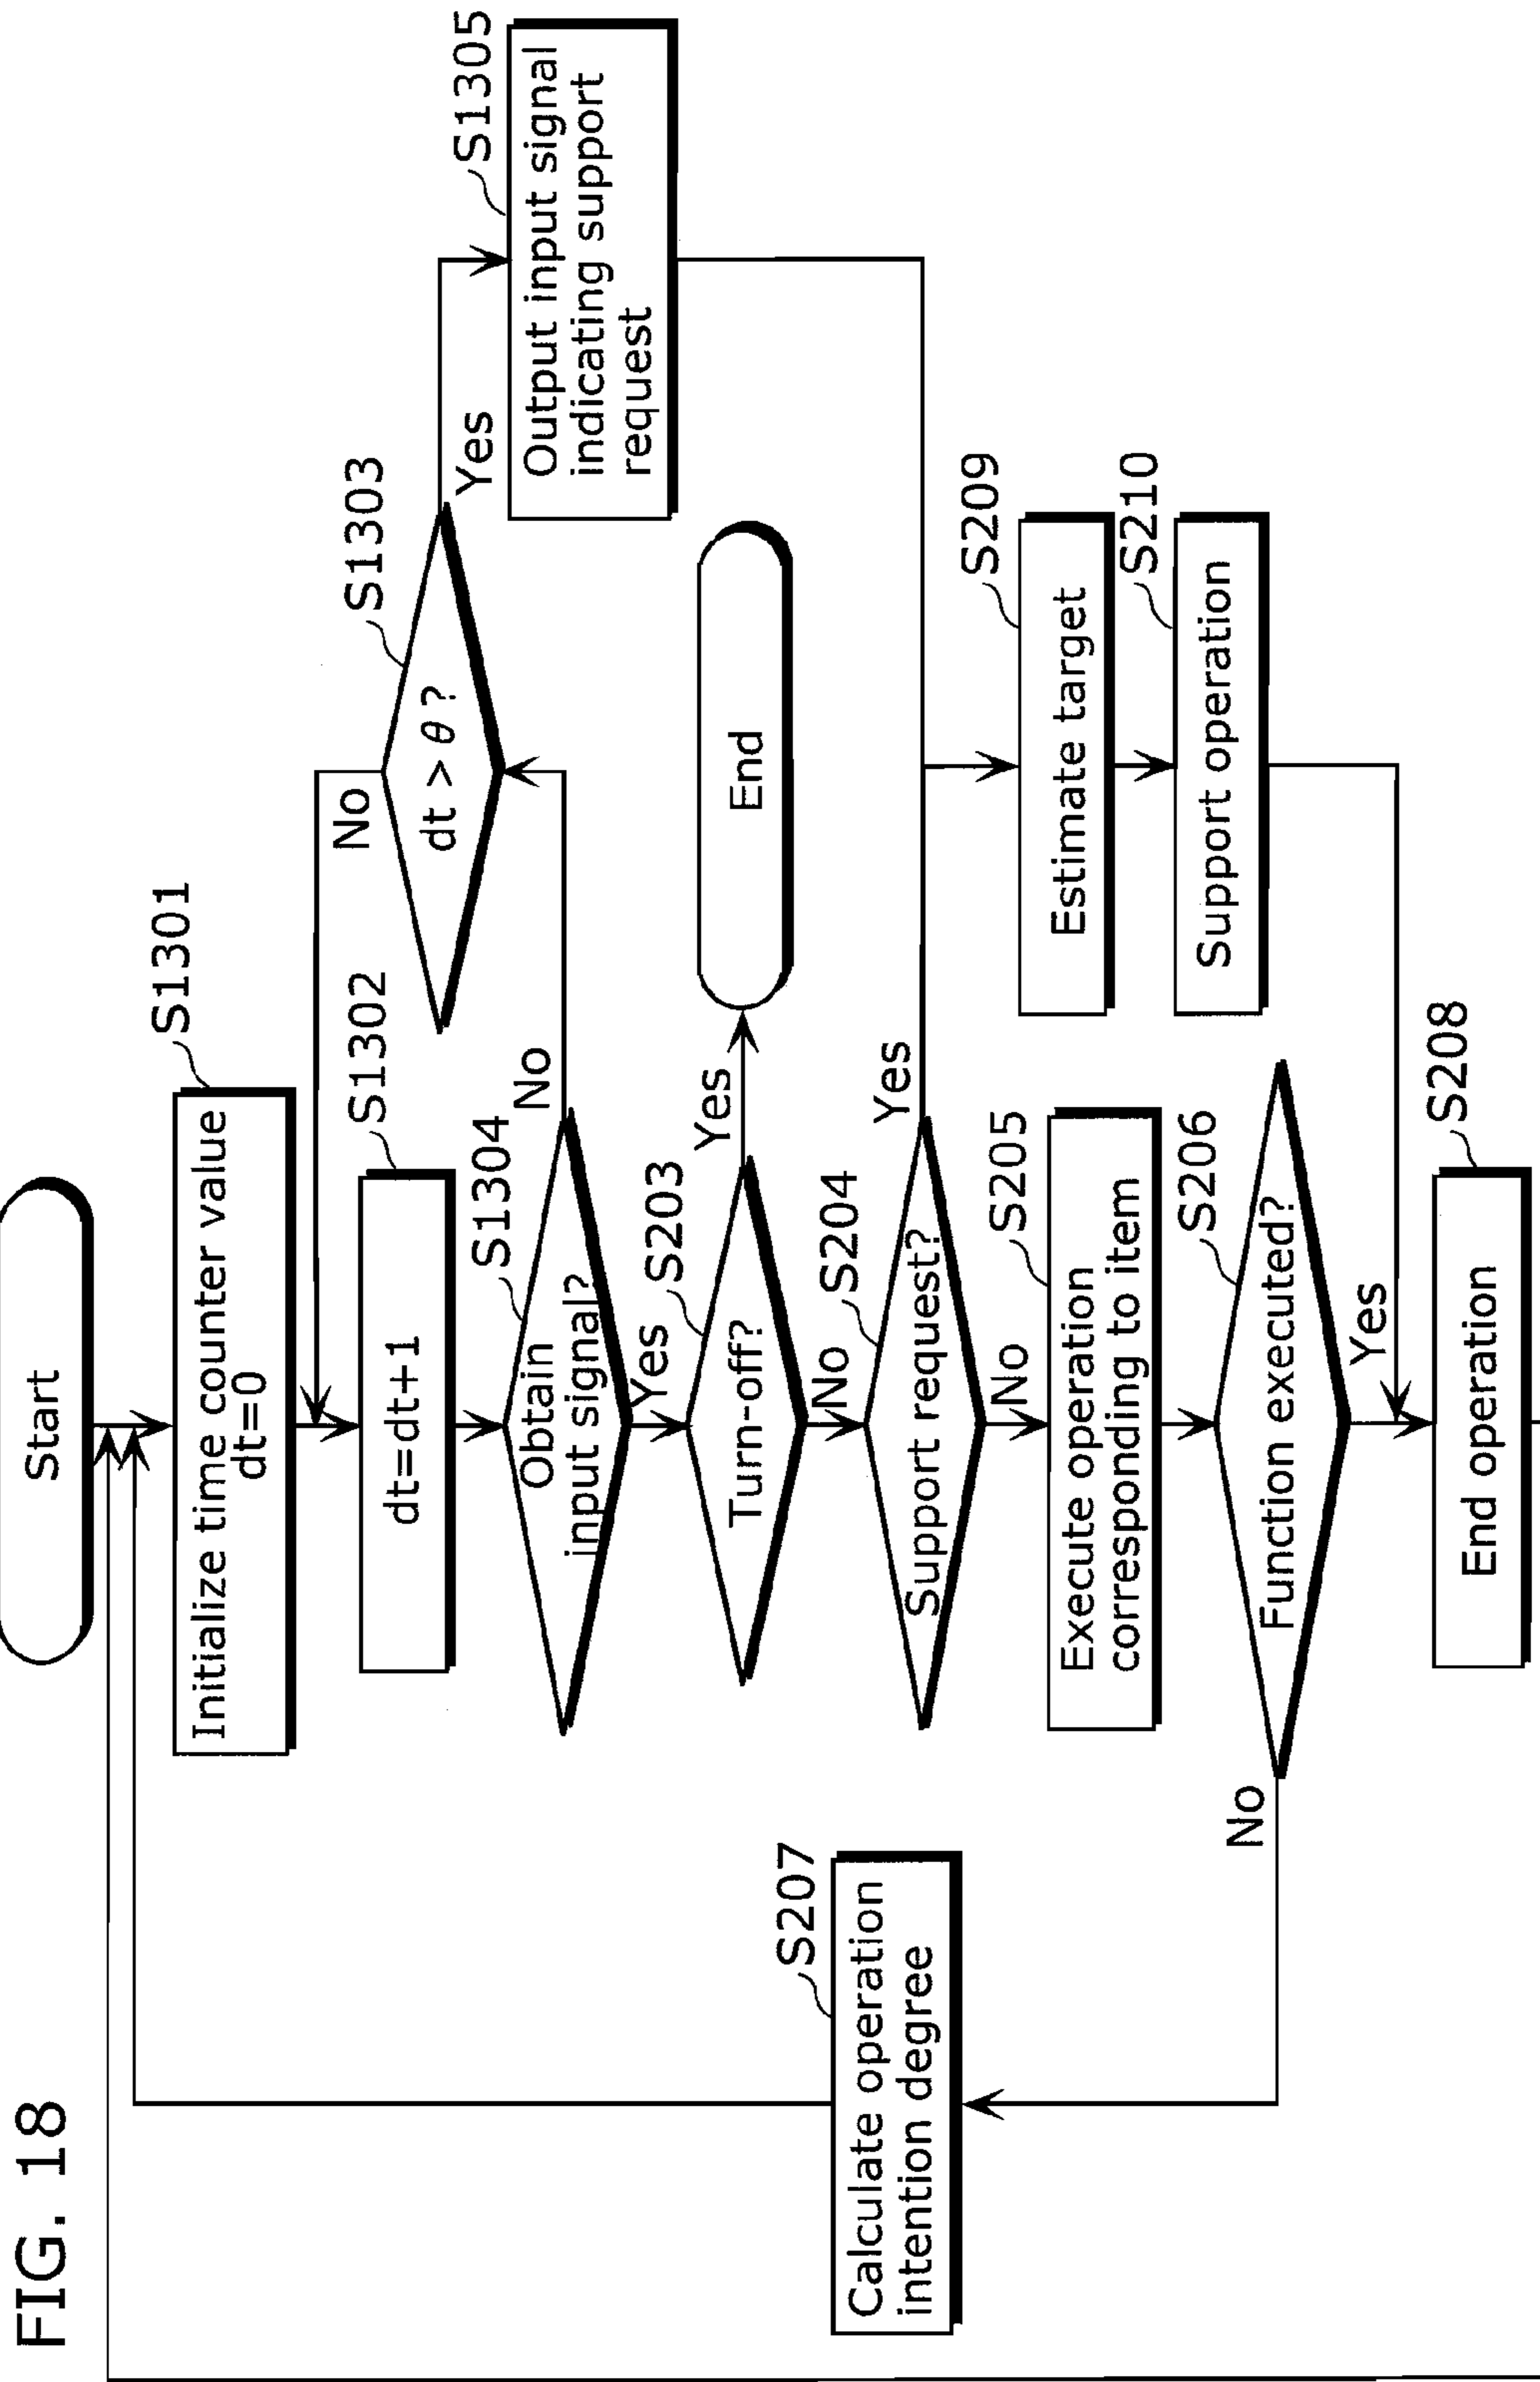 FIG. 18
Start
S1301
Initialize time counter value
dt=0
S1302
dt=dt+1
S1303
dt > θ ?
No
Yes
S1304
Obtain
input signal?
No
Yes
S1305
Output input signal
indicating support
request
S203
Turn-off?
Yes
No
End
S204
Support request?
Yes
No
S205
Execute operation
corresponding to item
S209
Estimate target
S210
Support operation
S206
Function executed?
No
Yes
S207
Calculate operation
intention degree
S208
End operation